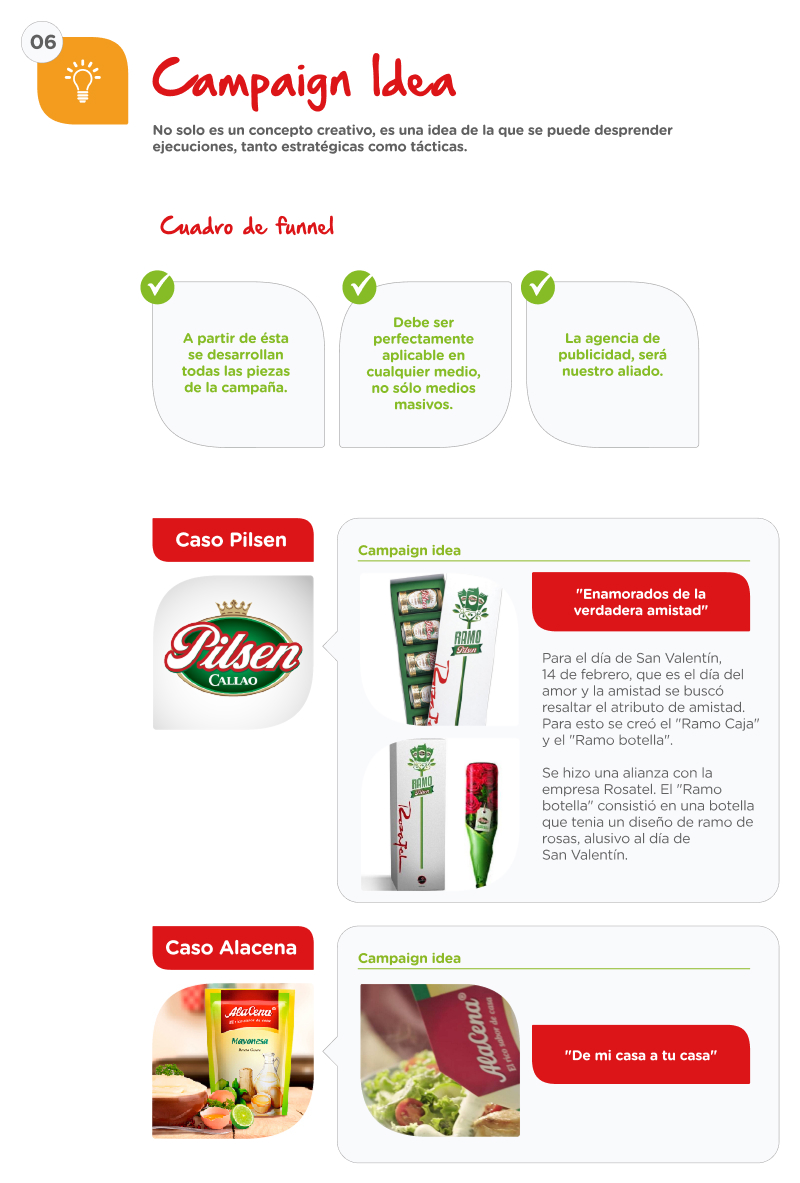 06
Campaign Idea
No solo es un concepto creativo, es una idea de la que se puede desprender
ejecuciones, tanto estratégicas como tácticas.
Cuadro de funnel
A partir de ésta
se desarrollan
todas las piezas
de la campaña.
Debe ser
perfectamente
aplicable en
cualquier medio,
no sólo medios
masivos.
La agencia de
publicidad, será
nuestro aliado.
Caso Pilsen
Pilsen
CALLAO
Campaign idea
RAMO
Pilsen
"Enamorados de la
verdadera amistad"
Para el día de San Valentín,
14 de febrero, que es el día del
amor y la amistad se buscó
resaltar el atributo de amistad.
Para esto se creó el "Ramo Caja"
y el "Ramo botella".
RAMO
Pilsen
Rosatel
Se hizo una alianza con la
empresa Rosatel. El "Ramo
botella" consistió en una botella
que tenia un diseño de ramo de
rosas, alusivo al día de
San Valentín.
Caso Alacena
AlaCena®
El rico sabor de casa
Mayonesa
Campaign idea
AlaCena®
El rico sabor de casa
"De mi casa a tu casa"